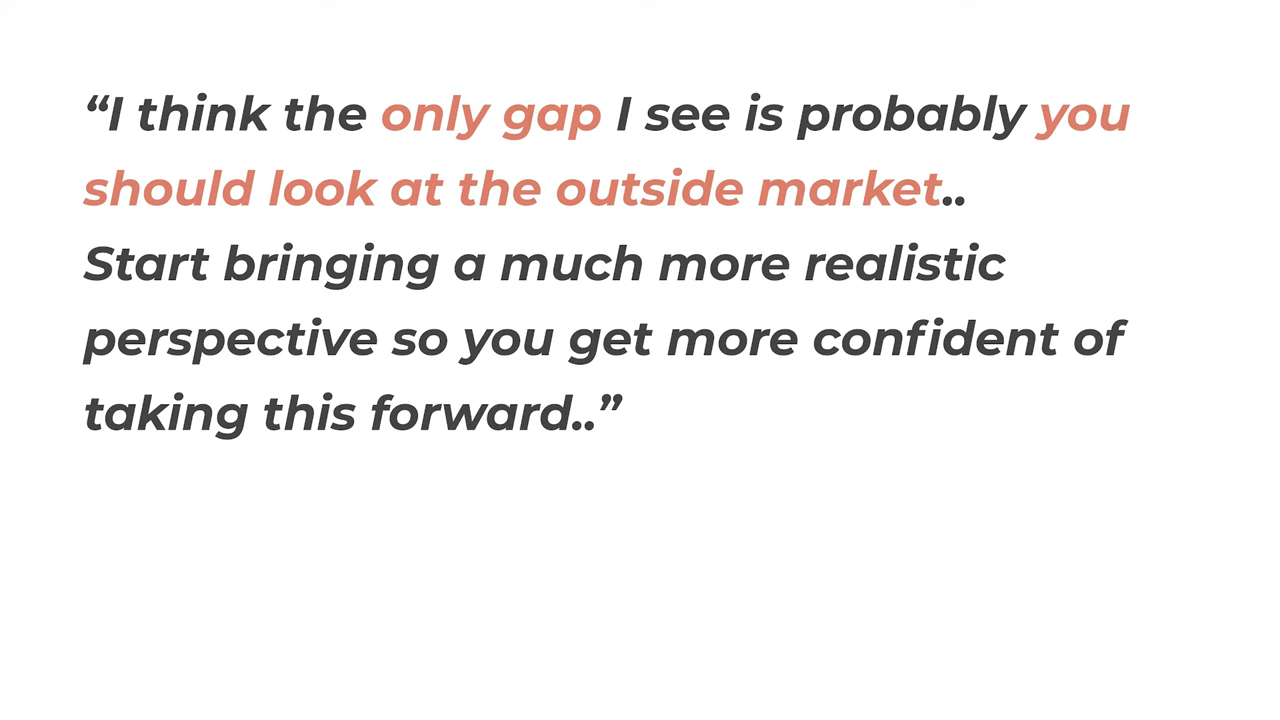 “I think the only gap I see is probably you
should look at the outside market..
Start bringing a much more realistic
perspective so you get more confident of
taking this forward..”